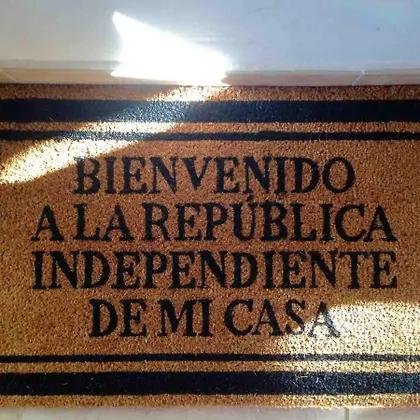 BIENVENIDO
A LA REPÚBLICA
INDEPENDIENTE
DE MI CASA